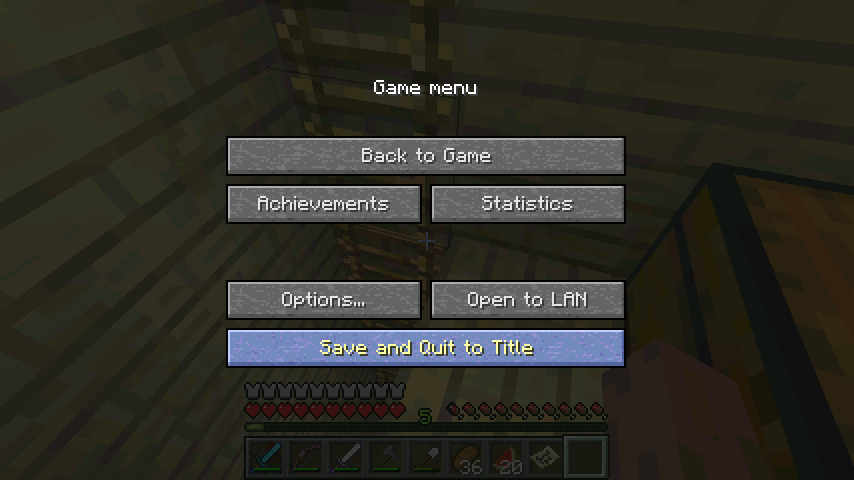 Game menu
Back to Game
Achievements
Statistics
Options...
Open to LAN
Save and Quit to Title
5
36
20